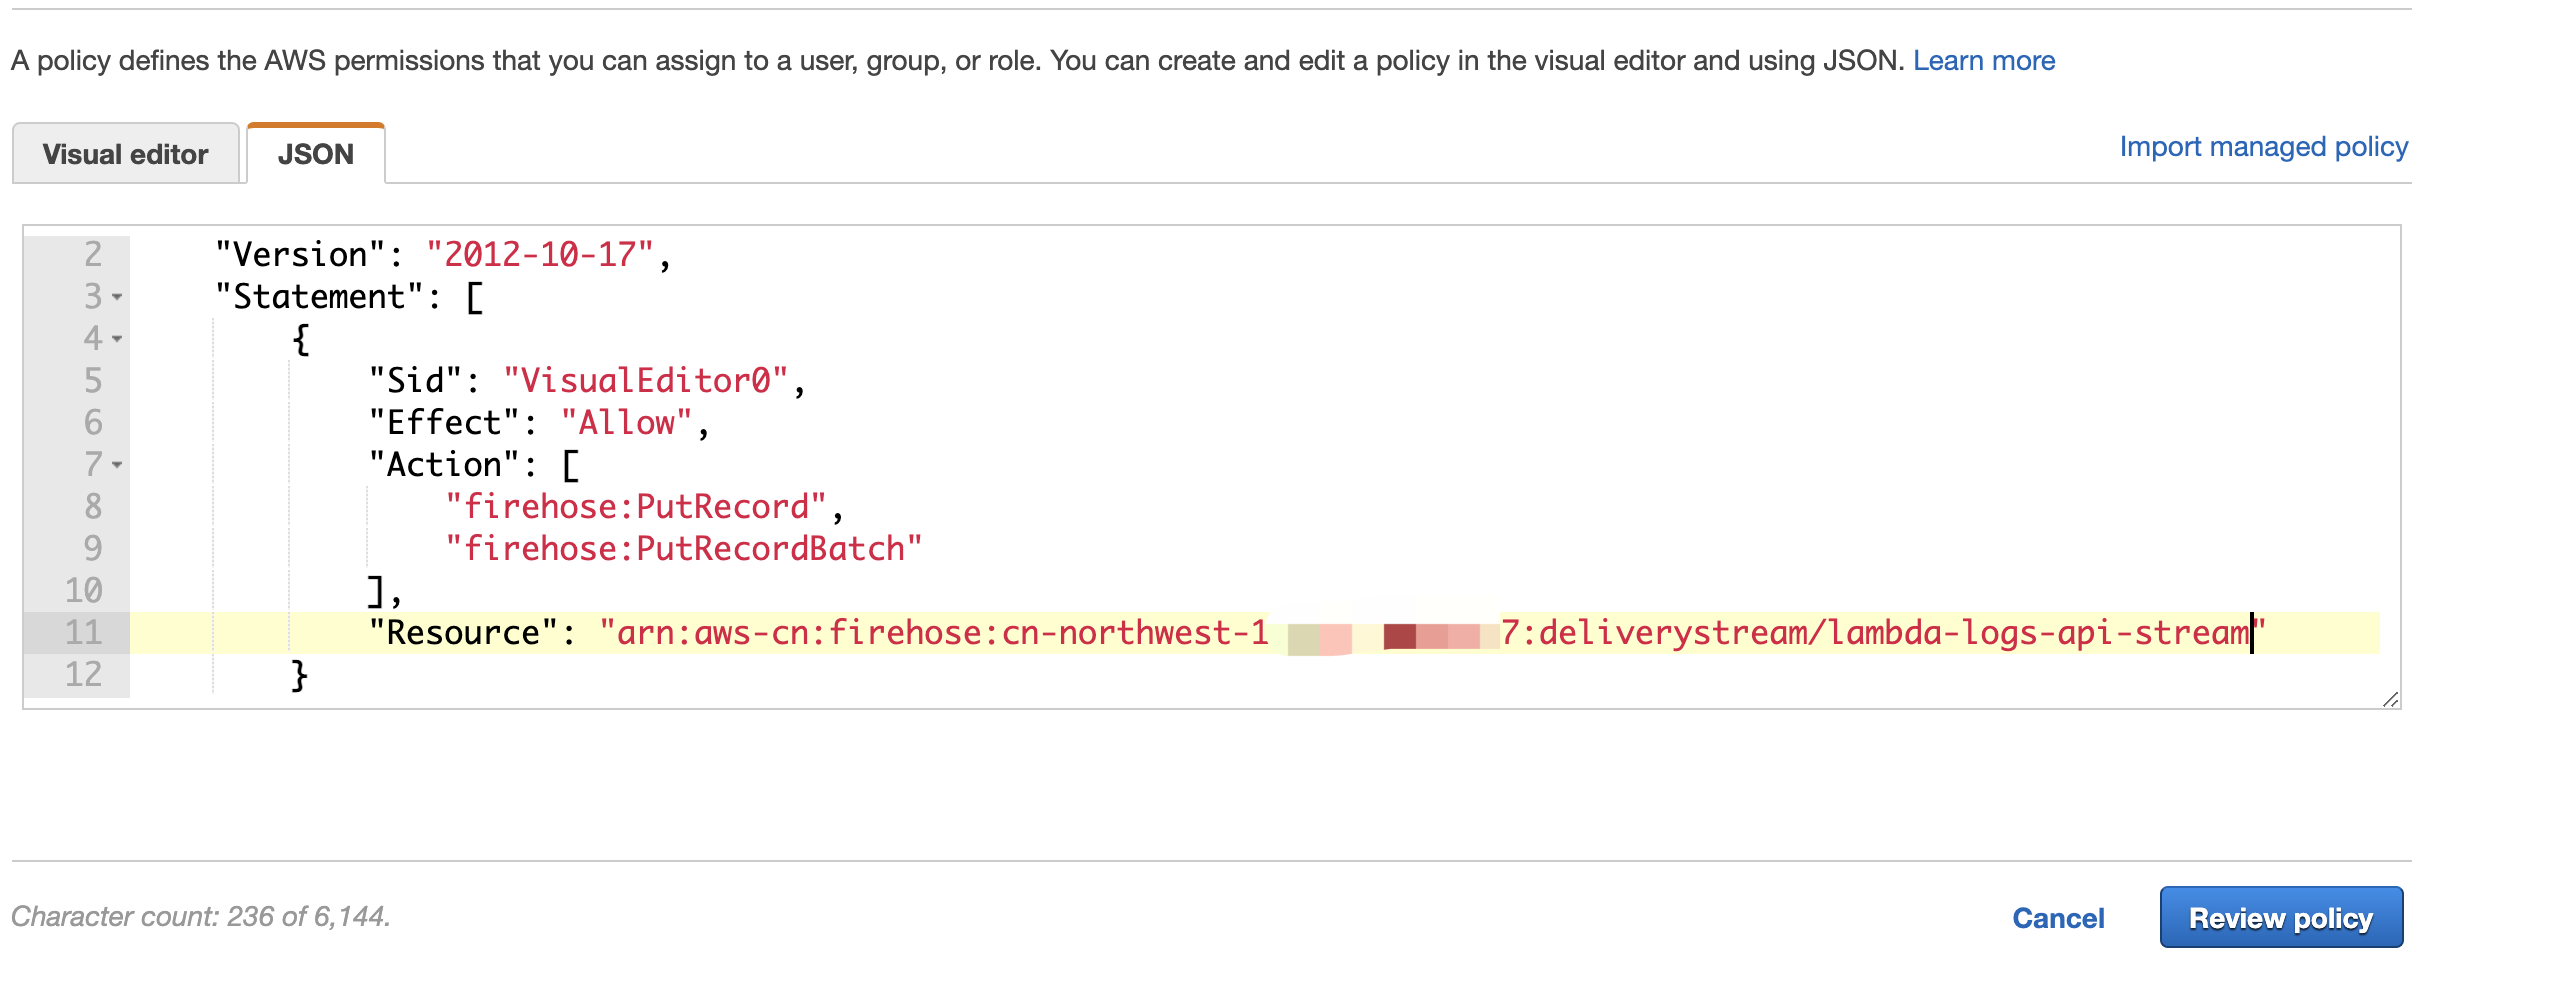 A policy defines the AWS permissions that you can assign to a user, group, or role. You can create and edit a policy in the visual editor and using JSON. Learn more
Visual editor JSON Import managed policy
2 "Version": "2012-10-17",
3 "Statement": [
4 {
5 "Sid": "VisualEditor0",
6 "Effect": "Allow",
7 "Action": [
8 "firehose:PutRecord",
9 "firehose:PutRecordBatch"
10 ],
11 "Resource": "arn:aws-cn:firehose:cn-northwest-1 7:deliverystream/lambda-logs-api-stream"
12 }
Character count: 236 of 6,144. Cancel Review policy